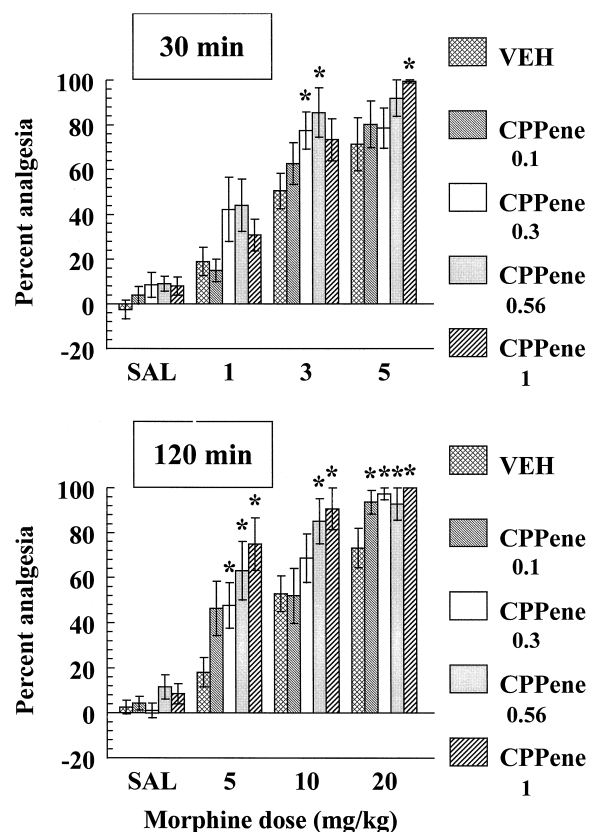 30 min
100
80
60
40
20
0
-20
Percent analgesia
* * *
SAL 1 3 5
VEH
CPPene
0.1
CPPene
0.3
CPPene
0.56
CPPene
1
120 min
100
80
60
40
20
0
-20
Percent analgesia
* * * * * * * * *
SAL 5 10 20
Morphine dose (mg/kg)
VEH
CPPene
0.1
CPPene
0.3
CPPene
0.56
CPPene
1